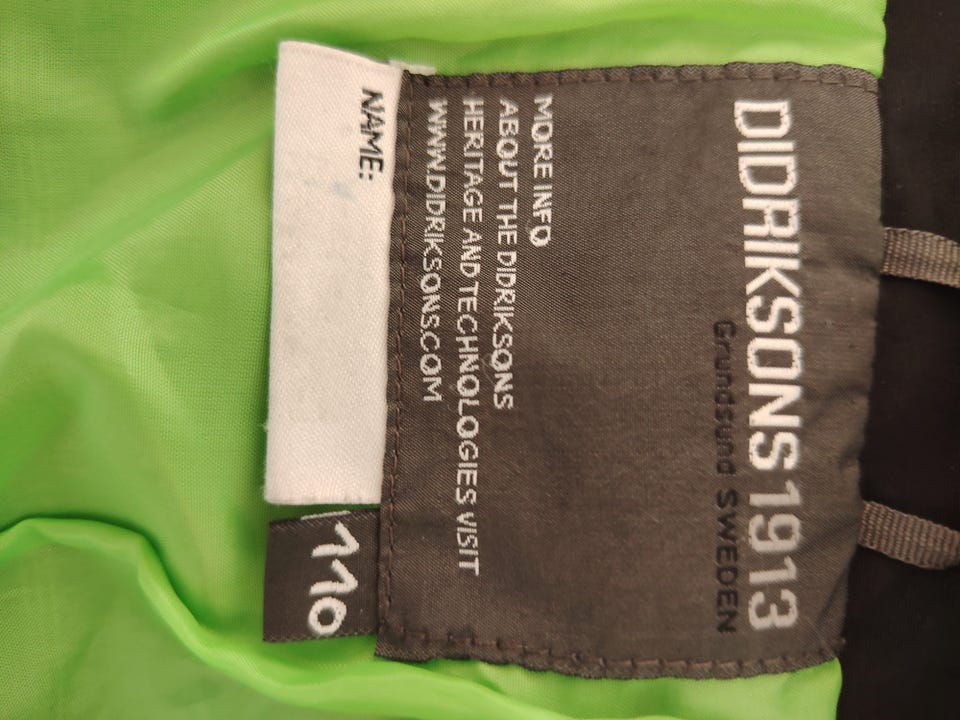 DIDRIKSONS 1913
Grundsund SWEDEN
MORE INFO
ABOUT THE DIDRIKSONS
HERITAGE AND TECHNOLOGIES VISIT
WWW.DIDRIKSONS.COM
NAME:
110